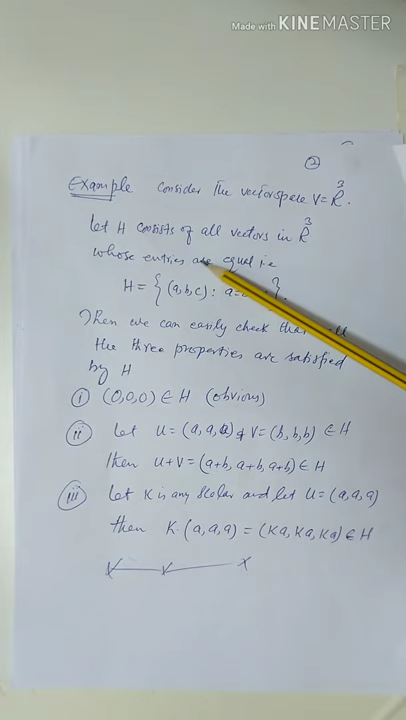 Made with KINEMASTER
②
Example Consider the vectorspace V=R³.
Let H consists of all vectors in R³
whose entries are equal i.e
H = { (a,b,c) : a= }.
Then we can easily check that
the three properties are satisfied
by H
(i) (0,0,0) ∈ H (obvious)
(ii) Let U = (a,a,a) & V = (b,b,b) ∈ H
then U+V = (a+b, a+b, a+b) ∈ H
(iii) Let K is any Scalar and let U = (a,a,a)
then K.(a,a,a) = (Ka, Ka, Ka) ∈ H